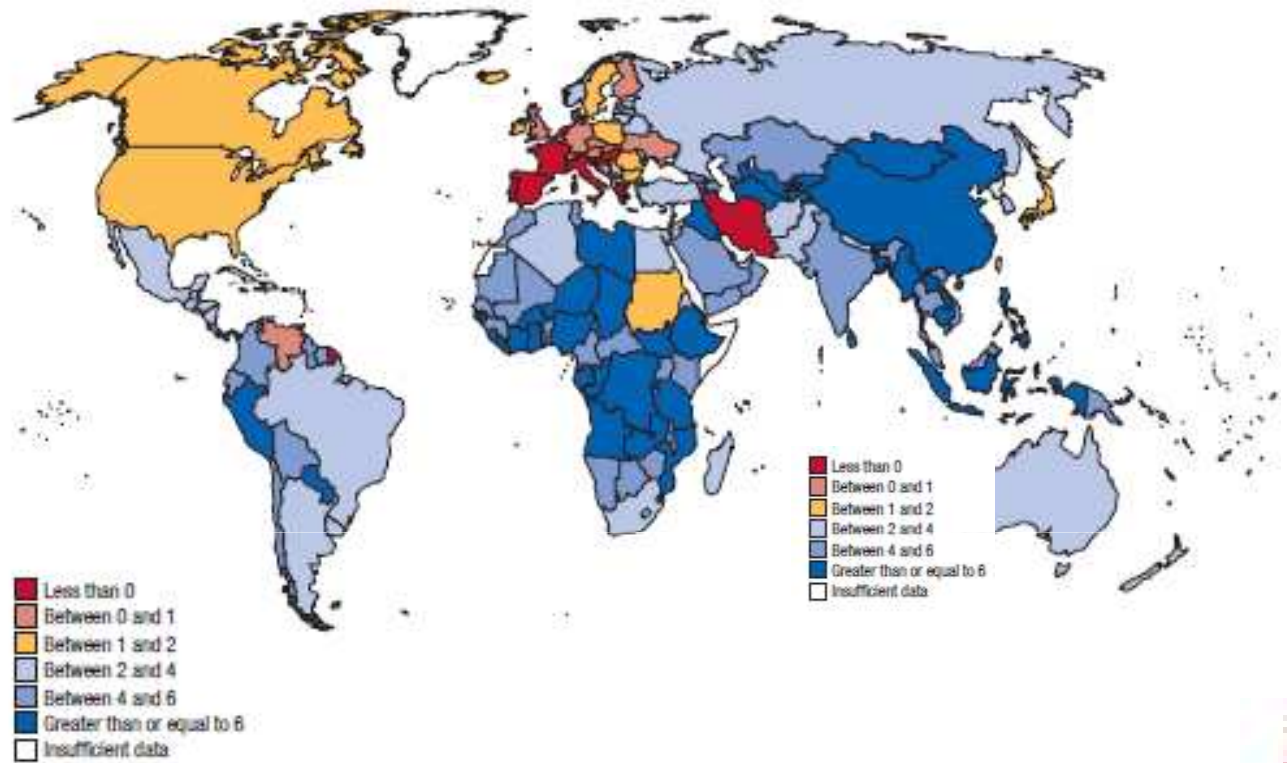 Less than 0
Between 0 and 1
Between 1 and 2
Between 2 and 4
Between 4 and 6
Greater than or equal to 6
Insufficient data
Less than 0
Between 0 and 1
Between 1 and 2
Between 2 and 4
Between 4 and 6
Greater than or equal to 6
Insufficient data